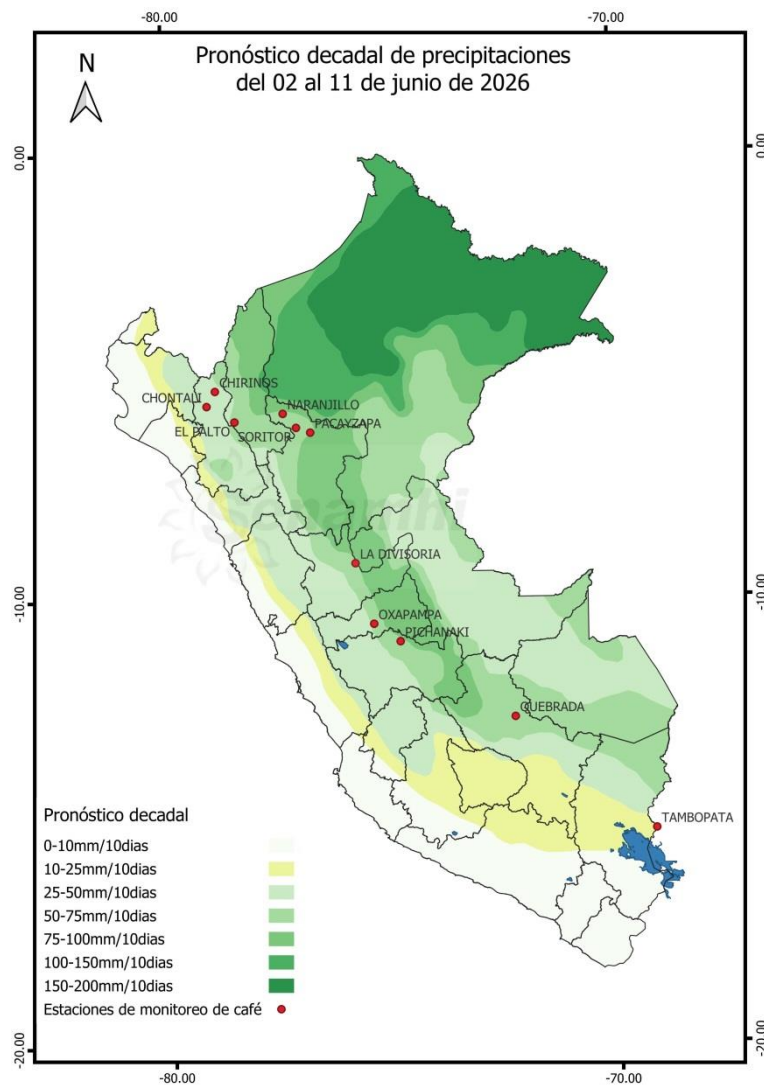 -80.00
-70.00
Pronóstico decadal de precipitaciones
del 02 al 11 de junio de 2026
N
0.00
0.00
CHIRINOS
CHONTALI
NARANJILLO
EL PALTO
SORITOR
PACAYZAPA
Senamhi
LA DIVISORIA
-10.00
-10.00
OXAPAMPA
PICHANAKI
QUEBRADA
TAMBOPATA
Pronóstico decadal
0-10mm/10dias
10-25mm/10dias
25-50mm/10dias
50-75mm/10dias
75-100mm/10dias
100-150mm/10dias
150-200mm/10dias
Estaciones de monitoreo de café
-20.00
-20.00
-80.00
-70.00